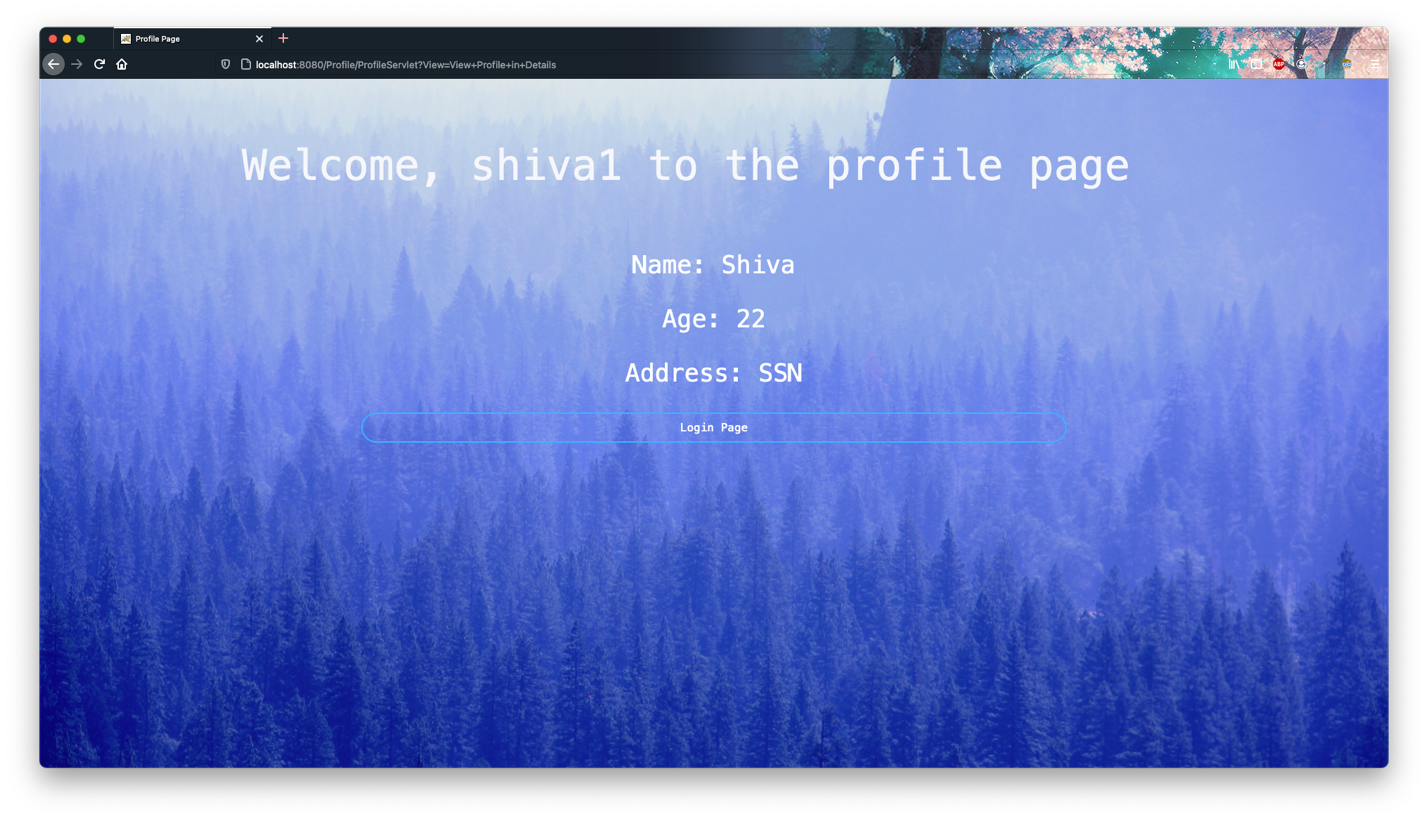 Profile Page
localhost:8080/Profile/ProfileServlet?View=View+Profile+in+Details
ABP
Welcome, shiva1 to the profile page
Name: Shiva
Age: 22
Address: SSN
Login Page